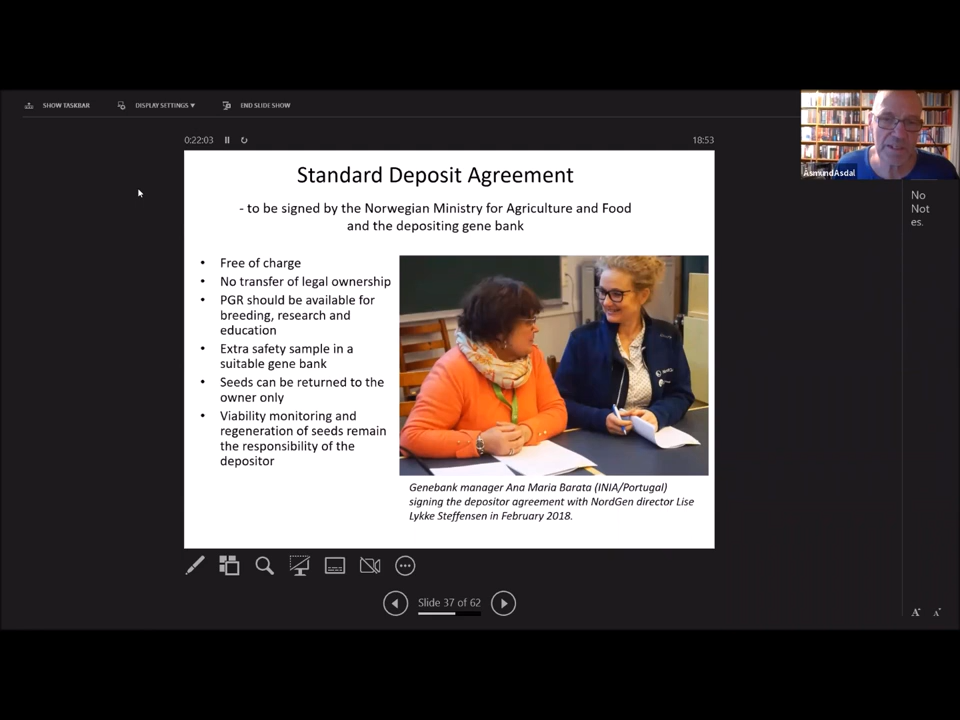 SHOW TASKBAR
DISPLAY SETTINGS ▾
END SLIDE SHOW
0:22:03
18:53
Standard Deposit Agreement
- to be signed by the Norwegian Ministry for Agriculture and Food
and the depositing gene bank
• Free of charge
• No transfer of legal ownership
• PGR should be available for
breeding, research and
education
• Extra safety sample in a
suitable gene bank
• Seeds can be returned to the
owner only
• Viability monitoring and
regeneration of seeds remain
the responsibility of the
depositor
Genebank manager Ana Maria Barata (INIA/Portugal)
signing the depositor agreement with NordGen director Lise
Lykke Steffensen in February 2018.
Slide 37 of 62
ÅsmundAsdal
No
Not
es.
A A